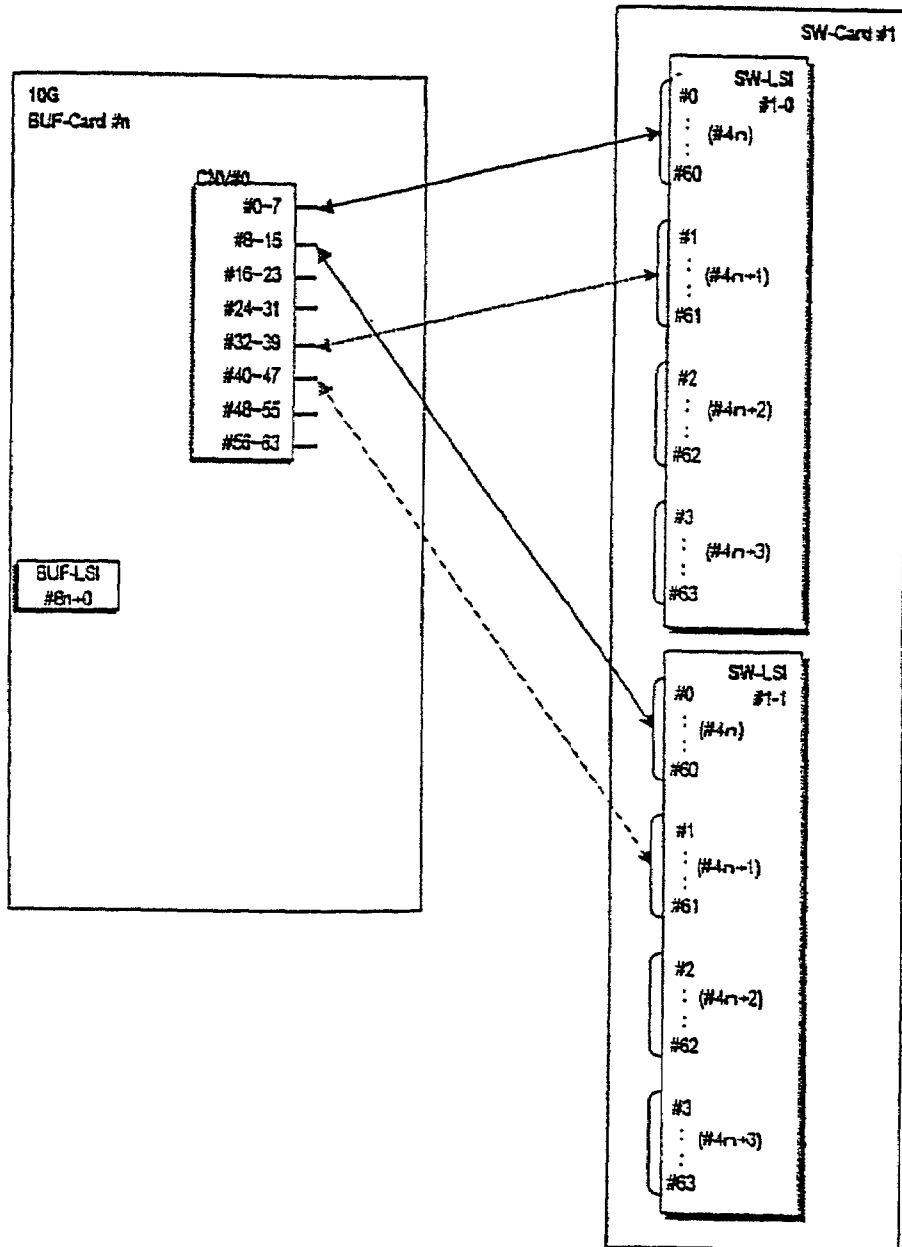 10G
BUF-Card #n
CNV#0
#0-7
#8-15
#16-23
#24-31
#32-39
#40-47
#48-55
#56-63
BUF-LSI
#8n+0
SW-Card #1
SW-LSI
#1-0
#0
(#4n)
#60
#1
(#4n+1)
#61
#2
(#4n+2)
#62
#3
(#4n+3)
#63
SW-LSI
#1-1
#0
(#4n)
#60
#1
(#4n+1)
#61
#2
(#4n+2)
#62
#3
(#4n+3)
#63